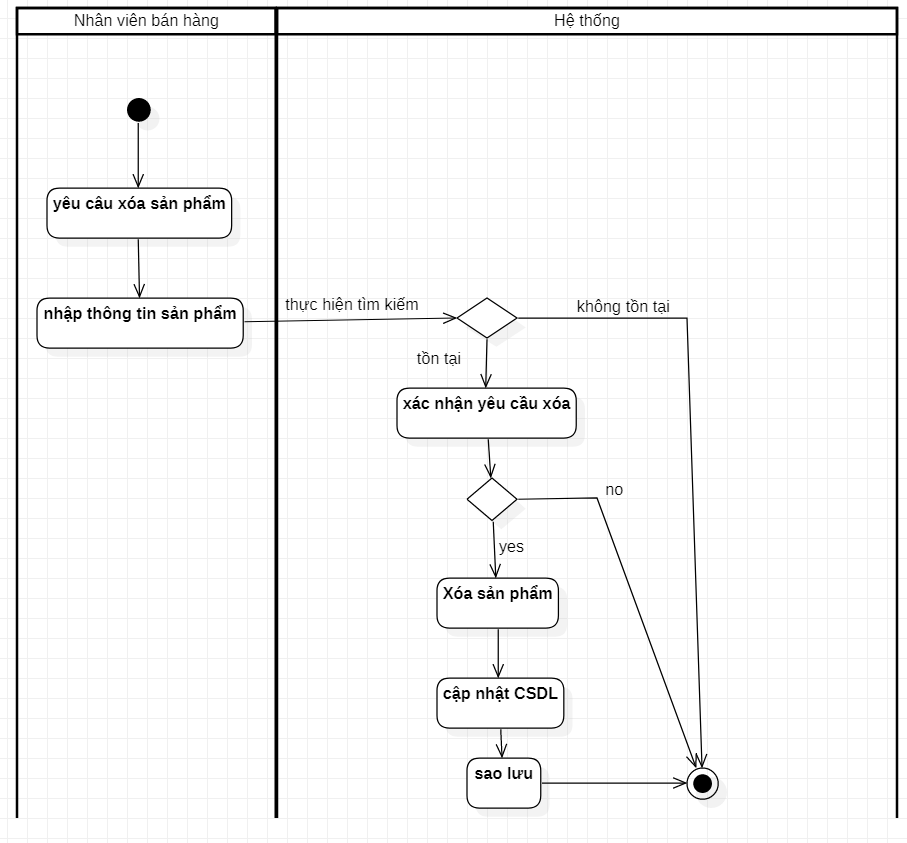 Nhân viên bán hàng
Hệ thống
yêu câu xóa sản phẩm
nhập thông tin sản phẩm
thực hiện tìm kiếm
không tồn tại
tồn tại
xác nhận yêu cầu xóa
no
yes
Xóa sản phẩm
cập nhật CSDL
sao lưu